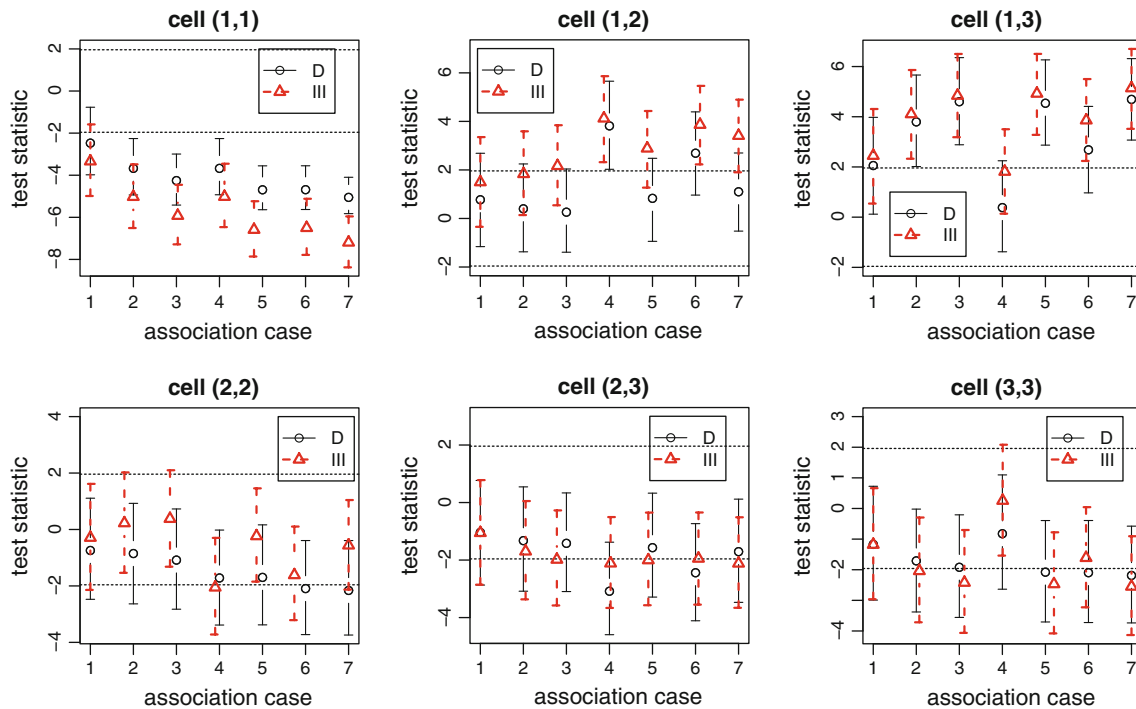 cell (1,1)
test statistic
2
0
−2
−4
−6
−8
D
III
1 2 3 4 5 6 7
association case
cell (1,2)
test statistic
6
4
2
0
−2
D
III
1 2 3 4 5 6 7
association case
cell (1,3)
test statistic
6
4
2
0
−2
D
III
1 2 3 4 5 6 7
association case
cell (2,2)
test statistic
4
2
0
−2
−4
D
III
1 2 3 4 5 6 7
association case
cell (2,3)
test statistic
2
0
−2
−4
D
III
1 2 3 4 5 6 7
association case
cell (3,3)
test statistic
3
2
1
0
−2
−4
D
III
1 2 3 4 5 6 7
association case